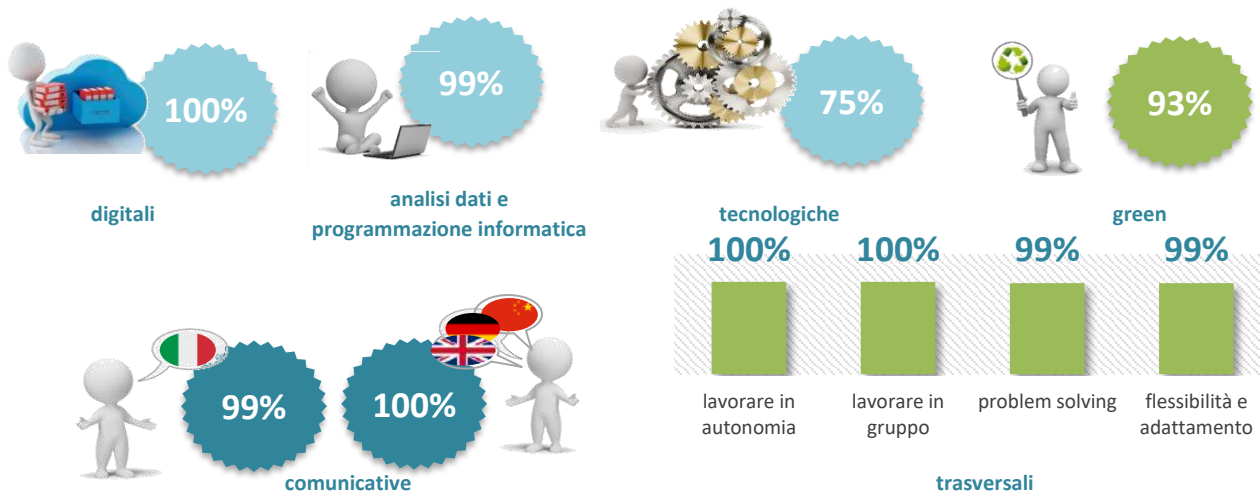 100%
99%
75%
93%
digitali
analisi dati e
programmazione informatica
tecnologiche
green
100%
100%
99%
99%
lavorare in
autonomia
lavorare in
gruppo
problem solving
flessibilità e
adattamento
trasversali
99%
100%
comunicative